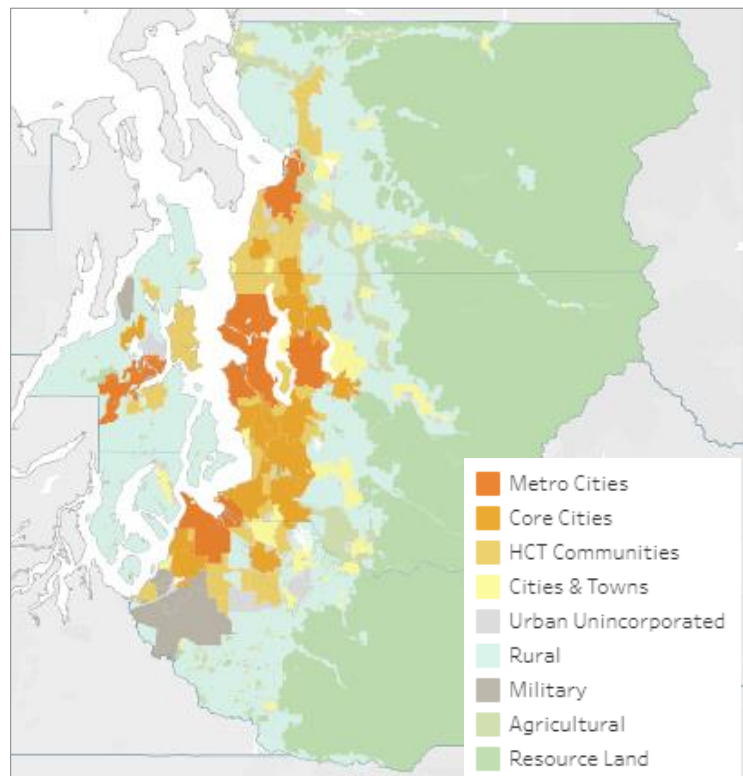 Metro Cities
Core Cities
HCT Communities
Cities & Towns
Urban Unincorporated
Rural
Military
Agricultural
Resource Land